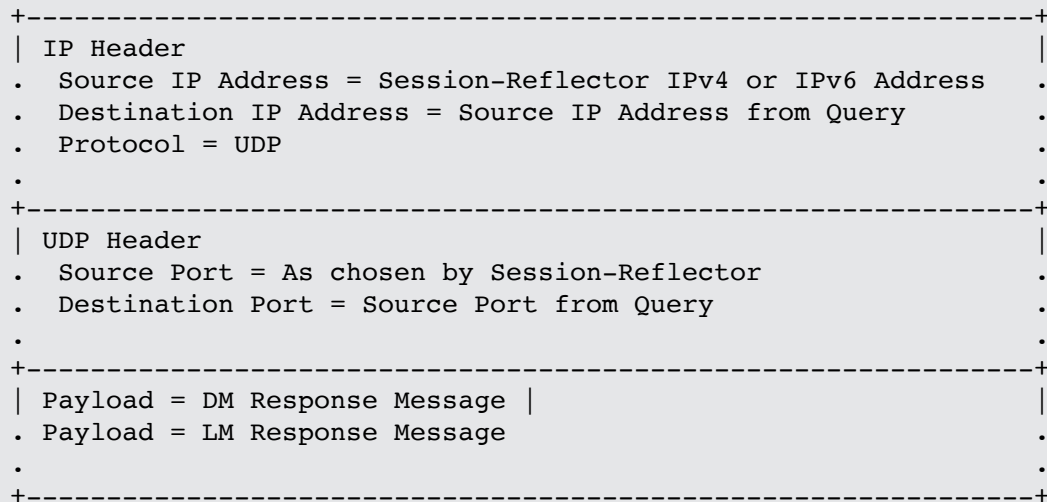 +---------------------------------------------------------------+
| IP Header                                                     |
.  Source IP Address = Session-Reflector IPv4 or IPv6 Address   .
.  Destination IP Address = Source IP Address from Query        .
.  Protocol = UDP                                               .
.                                                               .
+---------------------------------------------------------------+
| UDP Header                                                    |
.  Source Port = As chosen by Session-Reflector                 .
.  Destination Port = Source Port from Query                    .
.                                                               .
+---------------------------------------------------------------+
| Payload = DM Response Message |                               |
. Payload = LM Response Message                                 .
.                                                               .
+---------------------------------------------------------------+